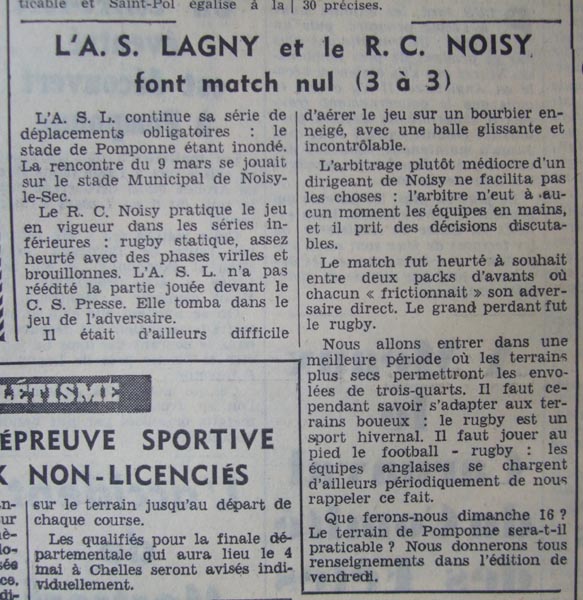 ticable et Saint-Pol église à la
30 précises.
L'A. S. LAGNY et le R. C. NOISY
font match nul (3 à 3)
L'A. S. L. continue sa série de
déplacements obligatoires : le
stade de Pomponne étant inondé.
La rencontre du 9 mars se jouait
sur le stade Municipal de Noisy-
le-Sec.
Le R. C. Noisy pratique le jeu
en vigueur dans les séries in-
férieures : rugby statique, assez
heurté avec des phases viriles et
brouillonnes. L'A. S. L. n'a pas
réédité la partie jouée devant le
C. S. Presse. Elle tomba dans le
jeu de l'adversaire.
Il était d'ailleurs difficile
d'aérer le jeu sur un bourbier en-
neigé, avec une balle glissante et
incontrôlable.
L'arbitrage plutôt médiocre d'un
dirigeant de Noisy ne facilita pas
les choses : l'arbitre n'eut à au-
cun moment les équipes en mains,
et il prit des décisions discuta-
bles.
Le match fut heurté à souhait
entre deux packs d'avants où
chacun « frictionnait » son adver-
saire direct. Le grand perdant fut
le rugby.
Nous allons entrer dans une
meilleure période où les terrains
plus secs permettront les envo-
lées de trois-quarts. Il faut ce-
pendant savoir s'adapter aux ter-
rains boueux : le rugby est un
sport hivernal. Il faut jouer au
pied le football - rugby : les
équipes anglaises se chargent
d'ailleurs périodiquement de nous
rappeler ce fait.
Que ferons-nous dimanche 16 ?
Le terrain de Pomponne sera-t-il
praticable ? Nous donnerons tous
renseignements dans l'édition de
vendredi.
LÉTISME
ÉPREUVE SPORTIVE
X NON-LICENCIÉS
sur le terrain jusqu'au départ de
chaque course.
Les qualifiés pour la finale dé-
partementale qui aura lieu le 4
mai à Chelles seront avisés indi-
viduellement.